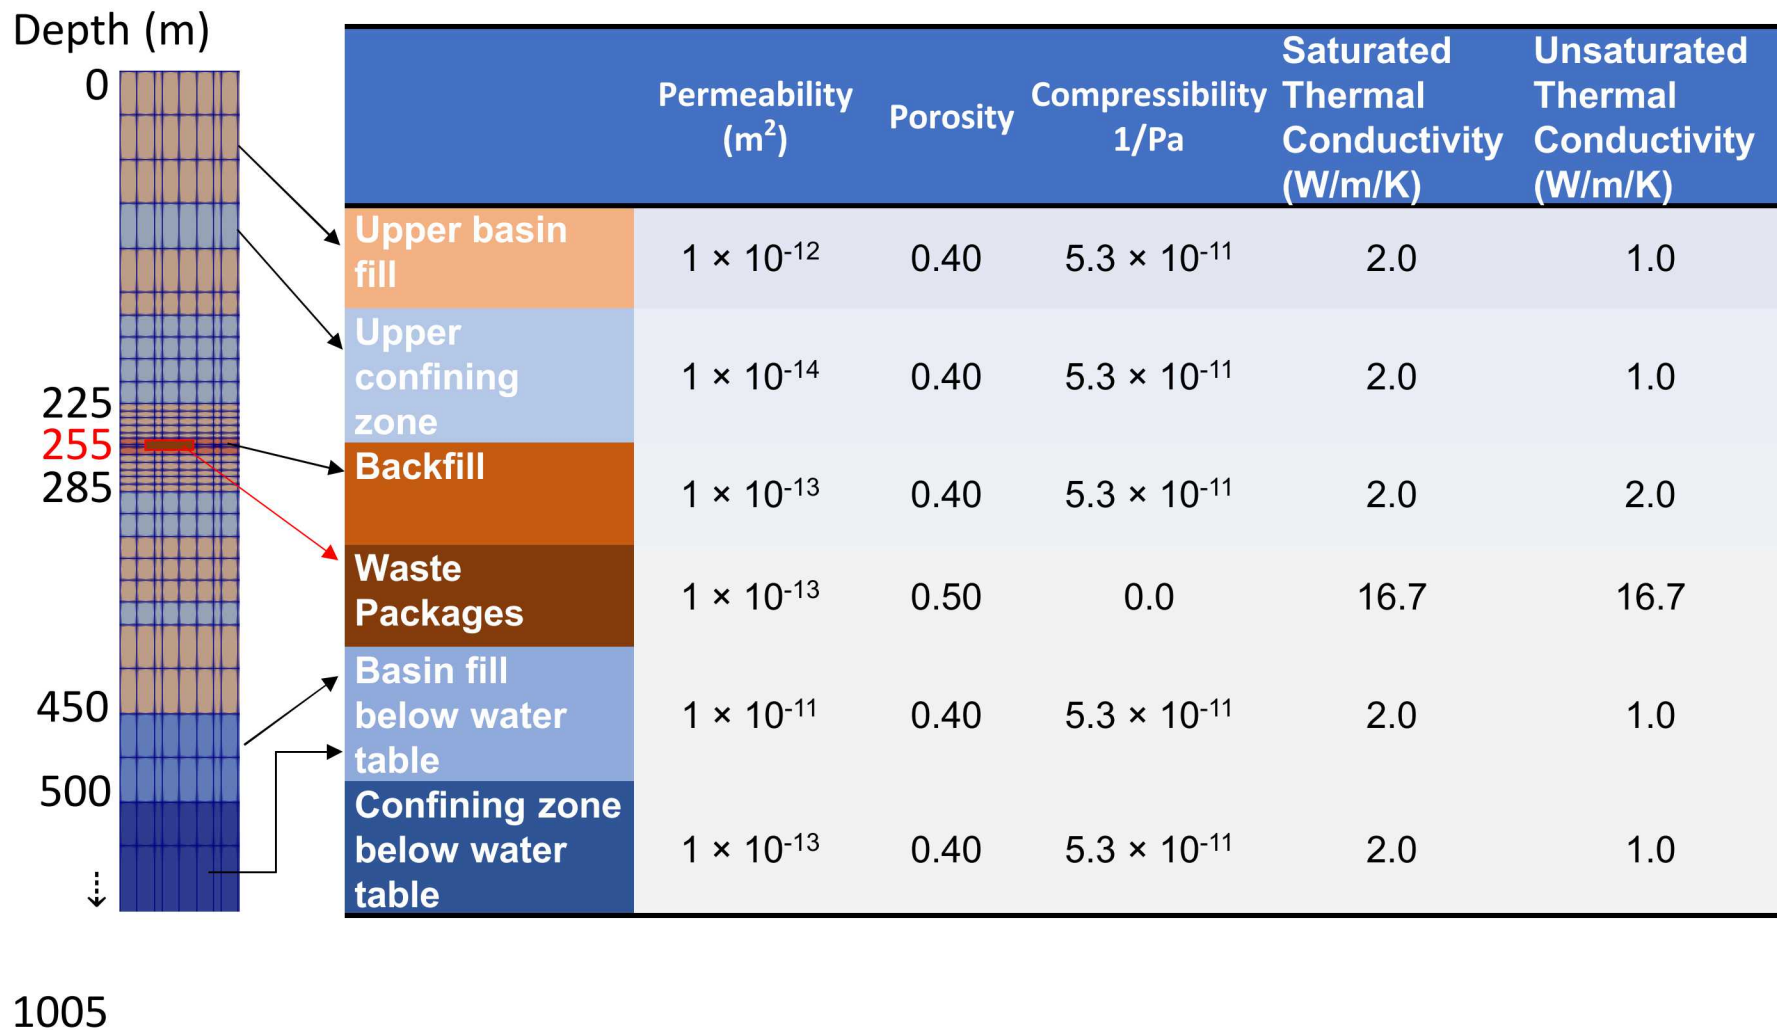 Depth (m)
0
225
255
285
450
500
1005
Permeability
(m²)
Porosity
Compressibility
1/Pa
Saturated
Thermal
Conductivity
(W/m/K)
Unsaturated
Thermal
Conductivity
(W/m/K)
Upper basin
fill
1 × 10⁻¹² 0.40 5.3 × 10⁻¹¹ 2.0 1.0
Upper
confining
zone
1 × 10⁻¹⁴ 0.40 5.3 × 10⁻¹¹ 2.0 1.0
Backfill
1 × 10⁻¹³ 0.40 5.3 × 10⁻¹¹ 2.0 2.0
Waste
Packages
1 × 10⁻¹³ 0.50 0.0 16.7 16.7
Basin fill
below water
table
1 × 10⁻¹¹ 0.40 5.3 × 10⁻¹¹ 2.0 1.0
Confining zone
below water
table
1 × 10⁻¹³ 0.40 5.3 × 10⁻¹¹ 2.0 1.0